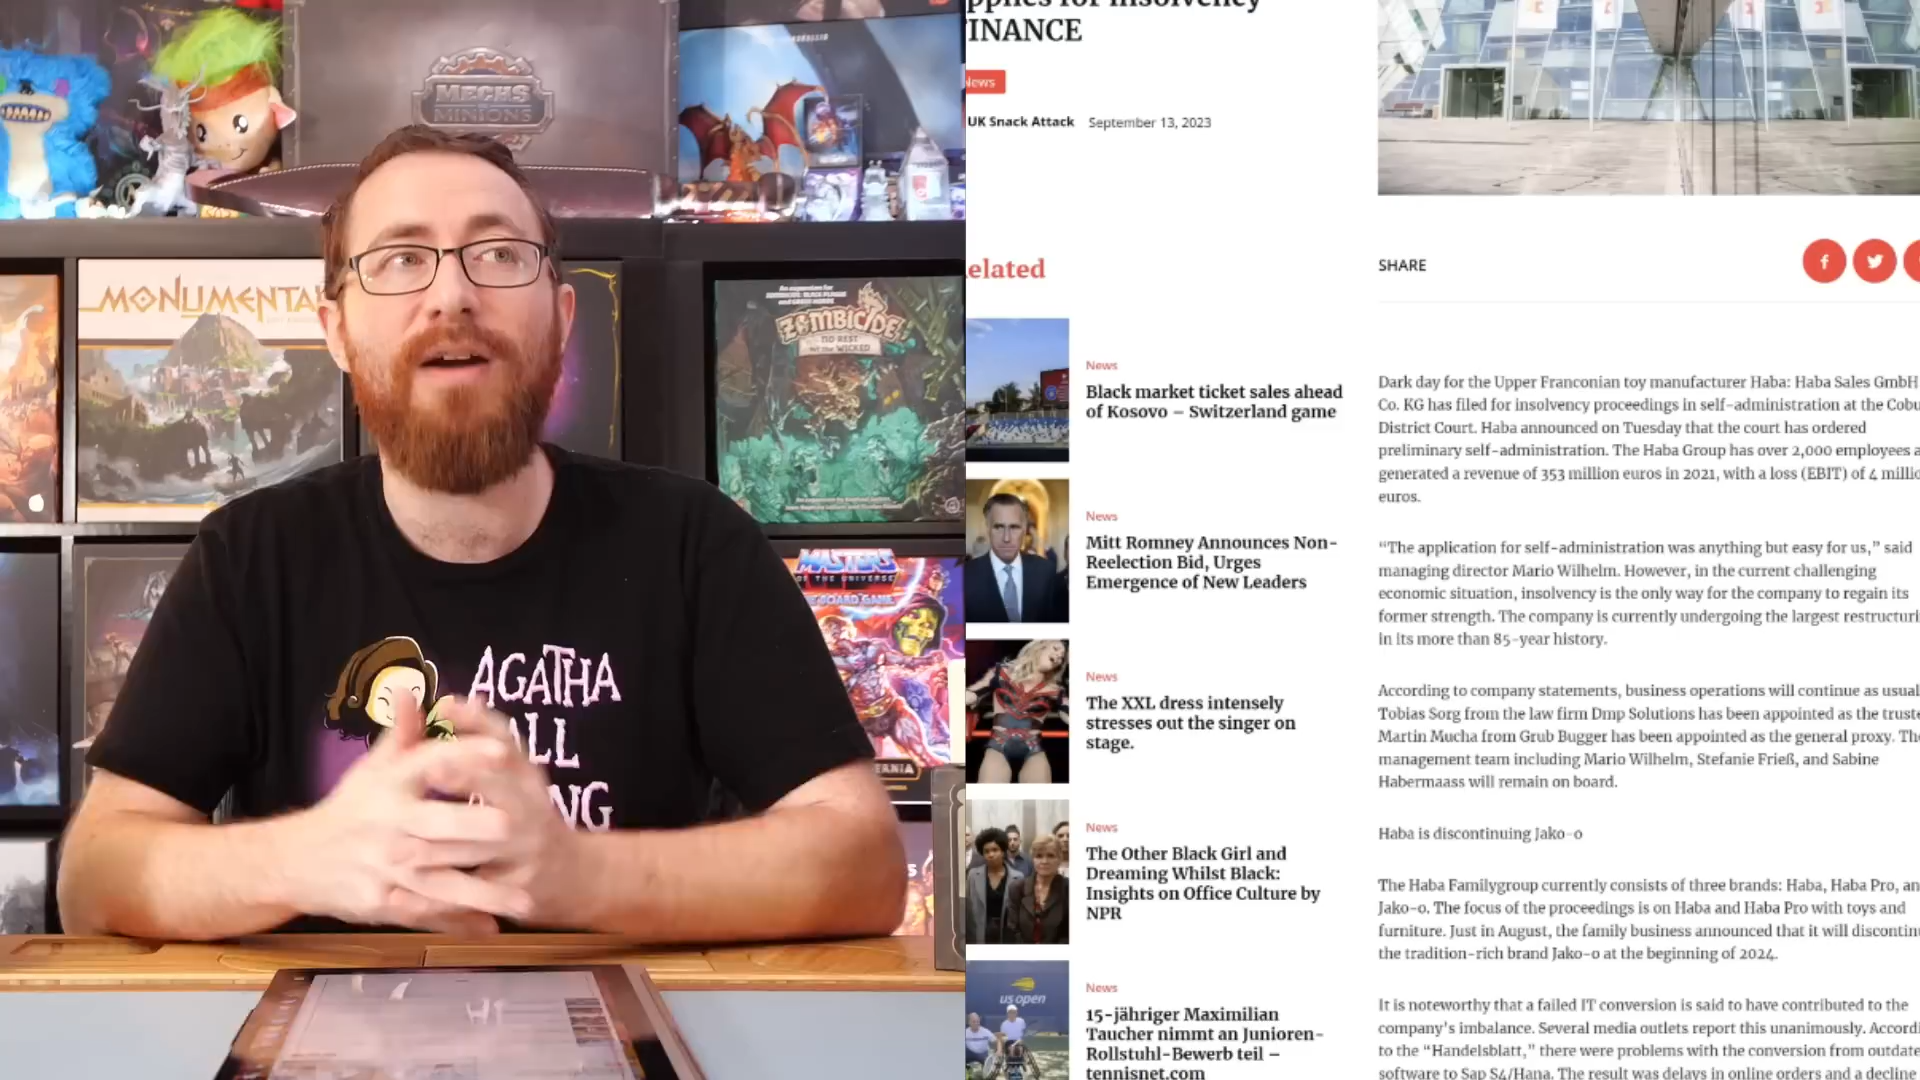 MECHS
MINIONS
MONUMENTAL
An expansion for
ZOMBICIDE
NO REST
FOR THE WICKED
MASTERS
OF THE UNIVERSE
BOARD GAME
AGATHA
ALL
NG
INANCE
News
UK Snack Attack September 13, 2023
elated
News
Black market ticket sales ahead
of Kosovo – Switzerland game
News
Mitt Romney Announces Non-
Reelection Bid, Urges
Emergence of New Leaders
News
The XXL dress intensely
stresses out the singer on
stage.
News
The Other Black Girl and
Dreaming Whilst Black:
Insights on Office Culture by
NPR
us open
News
15-jähriger Maximilian
Taucher nimmt an Junioren-
Rollstuhl-Bewerb teil –
tennisnet.com
SHARE
Dark day for the Upper Franconian toy manufacturer Haba: Haba Sales GmbH
Co. KG has filed for insolvency proceedings in self-administration at the Cobu
District Court. Haba announced on Tuesday that the court has ordered
preliminary self-administration. The Haba Group has over 2,000 employees a
generated a revenue of 353 million euros in 2021, with a loss (EBIT) of 4 millio
euros.
“The application for self-administration was anything but easy for us,” said
managing director Mario Wilhelm. However, in the current challenging
economic situation, insolvency is the only way for the company to regain its
former strength. The company is currently undergoing the largest restructuri
in its more than 85-year history.
According to company statements, business operations will continue as usual
Tobias Sorg from the law firm Dmp Solutions has been appointed as the truste
Martin Mucha from Grub Bugger has been appointed as the general proxy. The
management team including Mario Wilhelm, Stefanie Frieß, and Sabine
Habermaass will remain on board.
Haba is discontinuing Jako-o
The Haba Familygroup currently consists of three brands: Haba, Haba Pro, an
Jako-o. The focus of the proceedings is on Haba and Haba Pro with toys and
furniture. Just in August, the family business announced that it will discontinu
the tradition-rich brand Jako-o at the beginning of 2024.
It is noteworthy that a failed IT conversion is said to have contributed to the
company's imbalance. Several media outlets report this unanimously. Accordi
to the “Handelsblatt,” there were problems with the conversion from outdate
software to Sap S4/Hana. The result was delays in online orders and a decline